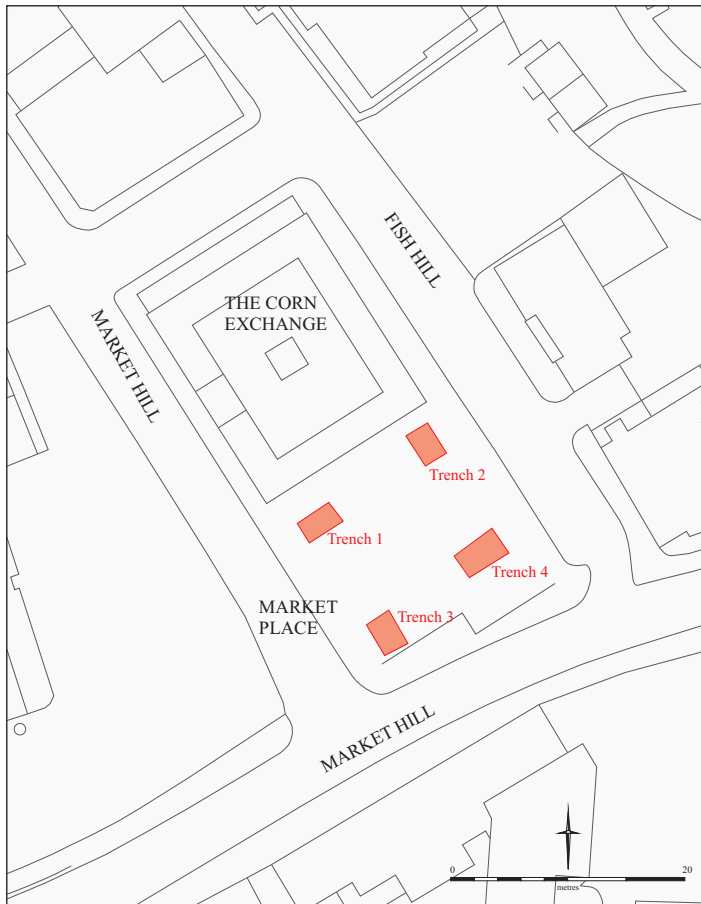 FISH HILL
THE CORN
EXCHANGE
MARKET HILL
Trench 2
Trench 1
Trench 4
MARKET
PLACE
Trench 3
MARKET HILL
0
20
metres